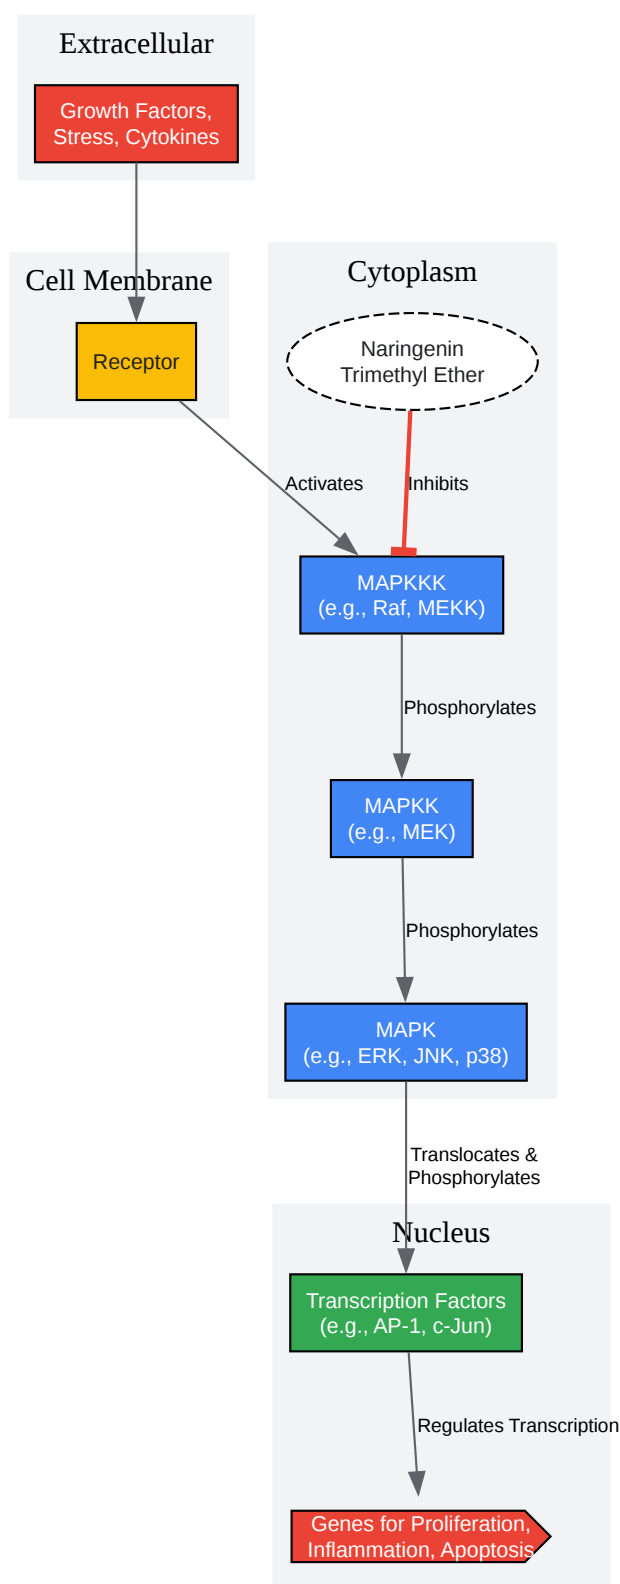 Extracellular
Growth Factors,
Stress, Cytokines
Cell Membrane
Receptor
Cytoplasm
Naringenin
Trimethyl Ether
Activates
Inhibits
MAPKKK
(e.g., Raf, MEKK)
Phosphorylates
MAPKK
(e.g., MEK)
Phosphorylates
MAPK
(e.g., ERK, JNK, p38)
Translocates &
Phosphorylates
Nucleus
Transcription Factors
(e.g., AP-1, c-Jun)
Regulates Transcription
Genes for Proliferation,
Inflammation, Apoptosis